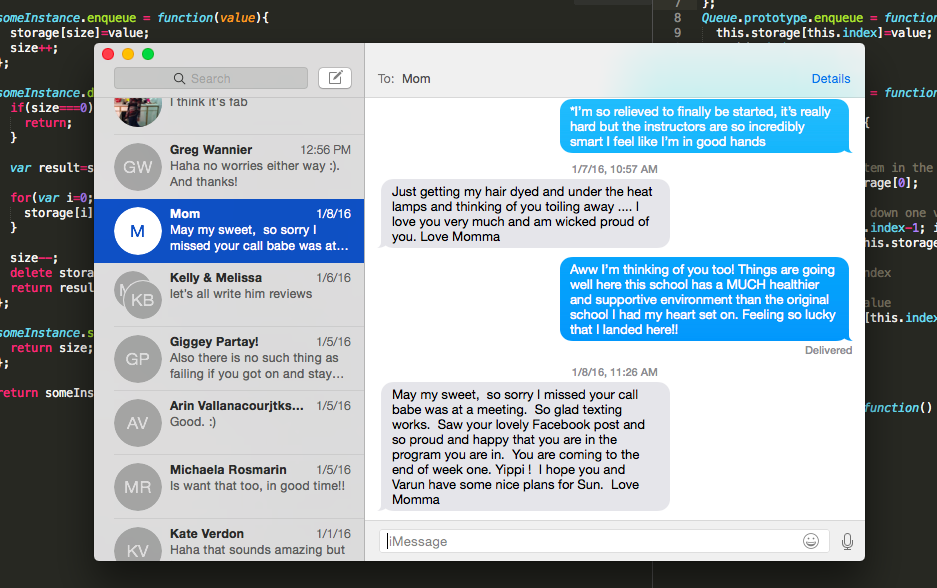 someInstance.enqueue = function(value){
storage[size]=value;
size++;
};
someInstance.d
if(size===0)
return;
}
var result=s
for(var i=0;
storage[i]
}
size--;
delete stora
return resul
};
someInstance.s
return size;
};
return someIns
7 };
8 Queue.prototype.enqueue = function
9 this.storage[this.index]=value;
= function
{
tem in the
rage[0];
down one v
.index-1; i
his.storage
ndex
alue
[this.index
function()
Search
I think it's fab
GW
Greg Wannier 12:56 PM
Haha no worries either way :).
And thanks!
M
Mom 1/8/16
May my sweet, so sorry I
missed your call babe was at...
KB
Kelly & Melissa 1/6/16
let's all write him reviews
GP
Giggey Partay! 1/5/16
Also there is no such thing as
failing if you got on and stay...
AV
Arin Vallanacourjtks... 1/5/16
Good. :)
MR
Michaela Rosmarin 1/5/16
Is want that too, in good time!!
KV
Kate Verdon 1/1/16
Haha that sounds amazing but
To: Mom Details
*I'm so relieved to finally be started, it's really
hard but the instructors are so incredibly
smart I feel like I'm in good hands
1/7/16, 10:57 AM
Just getting my hair dyed and under the heat
lamps and thinking of you toiling away .... I
love you very much and am wicked proud of
you. Love Momma
Aww I'm thinking of you too! Things are going
well here this school has a MUCH healthier
and supportive environment than the original
school I had my heart set on. Feeling so lucky
that I landed here!!
Delivered
1/8/16, 11:26 AM
May my sweet, so sorry I missed your call
babe was at a meeting. So glad texting
works. Saw your lovely Facebook post and
so proud and happy that you are in the
program you are in. You are coming to the
end of week one. Yippi ! I hope you and
Varun have some nice plans for Sun. Love
Momma
iMessage